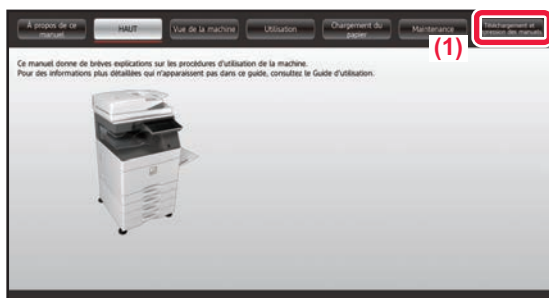 À propos de ce
manuel
HAUT
Vue de la machine
Utilisation
Chargement du
papier
Maintenance
Téléchargement et
pression des manuels
(1)
Ce manuel donne de brèves explications sur les procédures d'utilisation de la machine.
Pour des informations plus détaillées qui n'apparaissent pas dans ce guide, consultez le Guide d'utilisation.